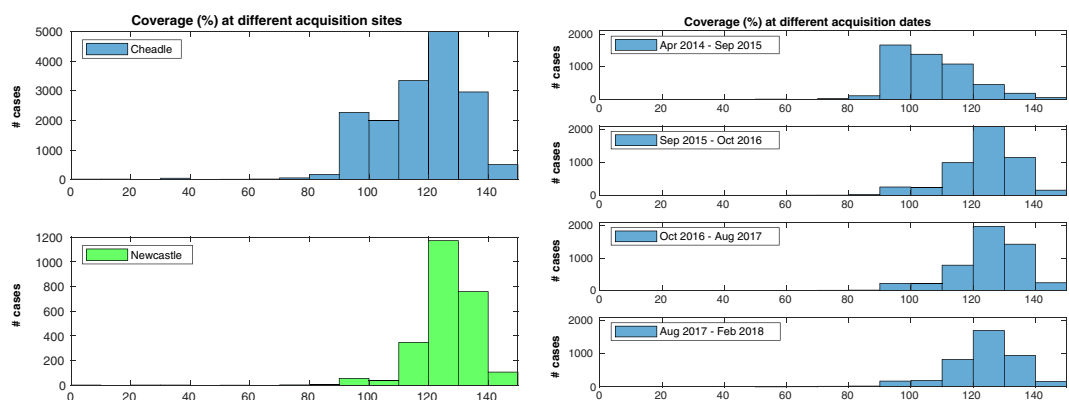 Coverage (%) at different acquisition sites
5000
4000
3000
2000
1000
0
# cases
Cheadle
0 20 40 60 80 100 120 140
1200
1000
800
600
400
200
0
# cases
Newcastle
0 20 40 60 80 100 120 140
Coverage (%) at different acquisition dates
2000
1000
0
# cases
Apr 2014 - Sep 2015
0 20 40 60 80 100 120 140
2000
1000
0
# cases
Sep 2015 - Oct 2016
0 20 40 60 80 100 120 140
2000
1000
0
# cases
Oct 2016 - Aug 2017
0 20 40 60 80 100 120 140
2000
1000
0
# cases
Aug 2017 - Feb 2018
0 20 40 60 80 100 120 140